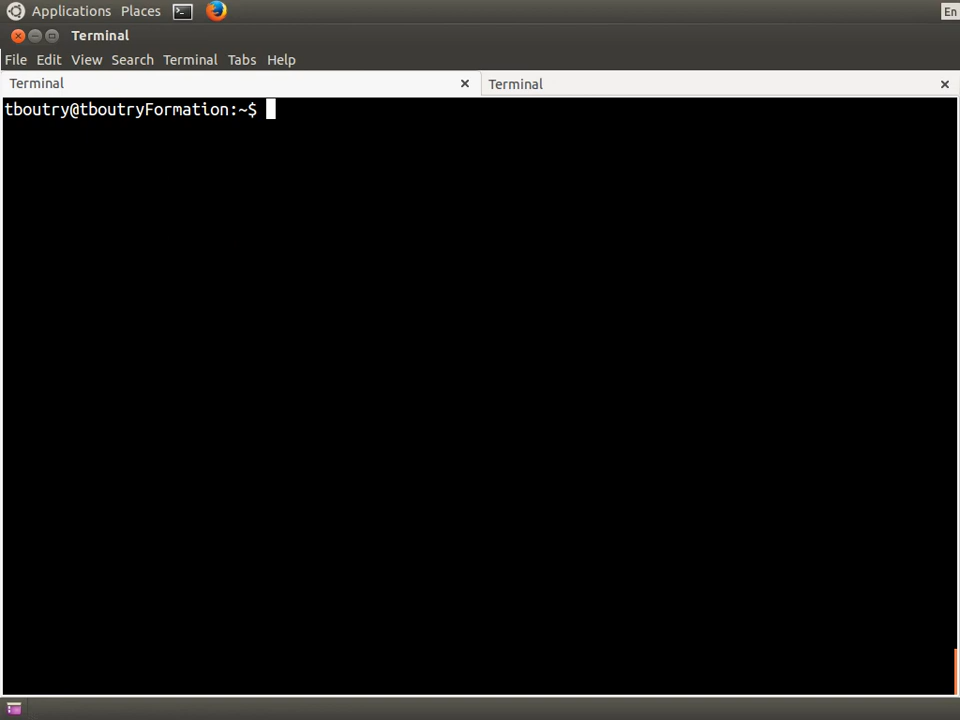 Applications Places En
Terminal
File Edit View Search Terminal Tabs Help
Terminal × Terminal ×
tboutry@tboutryFormation:~$